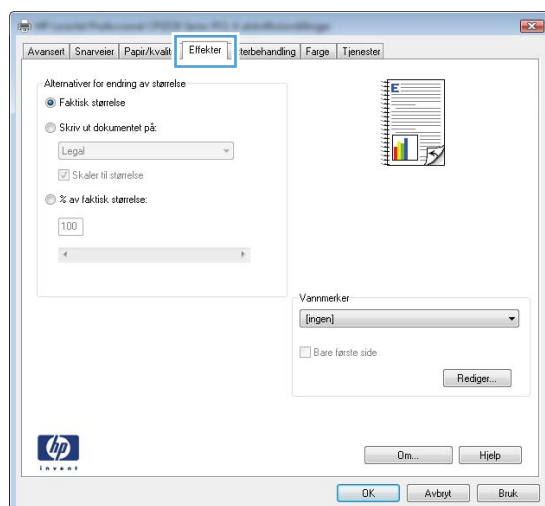 Avansert Snarveier Papir/kvalit Effekter terbehandling Farge Tjenester
Alternativer for endring av størrelse
Faktisk størrelse
Skriv ut dokumentet på:
Legal
Skaler til størrelse
% av faktisk størrelse:
100
E
Vannmerker
[ingen]
Bare første side
Rediger...
hp
invent
Om... Hjelp
OK Avbryt Bruk